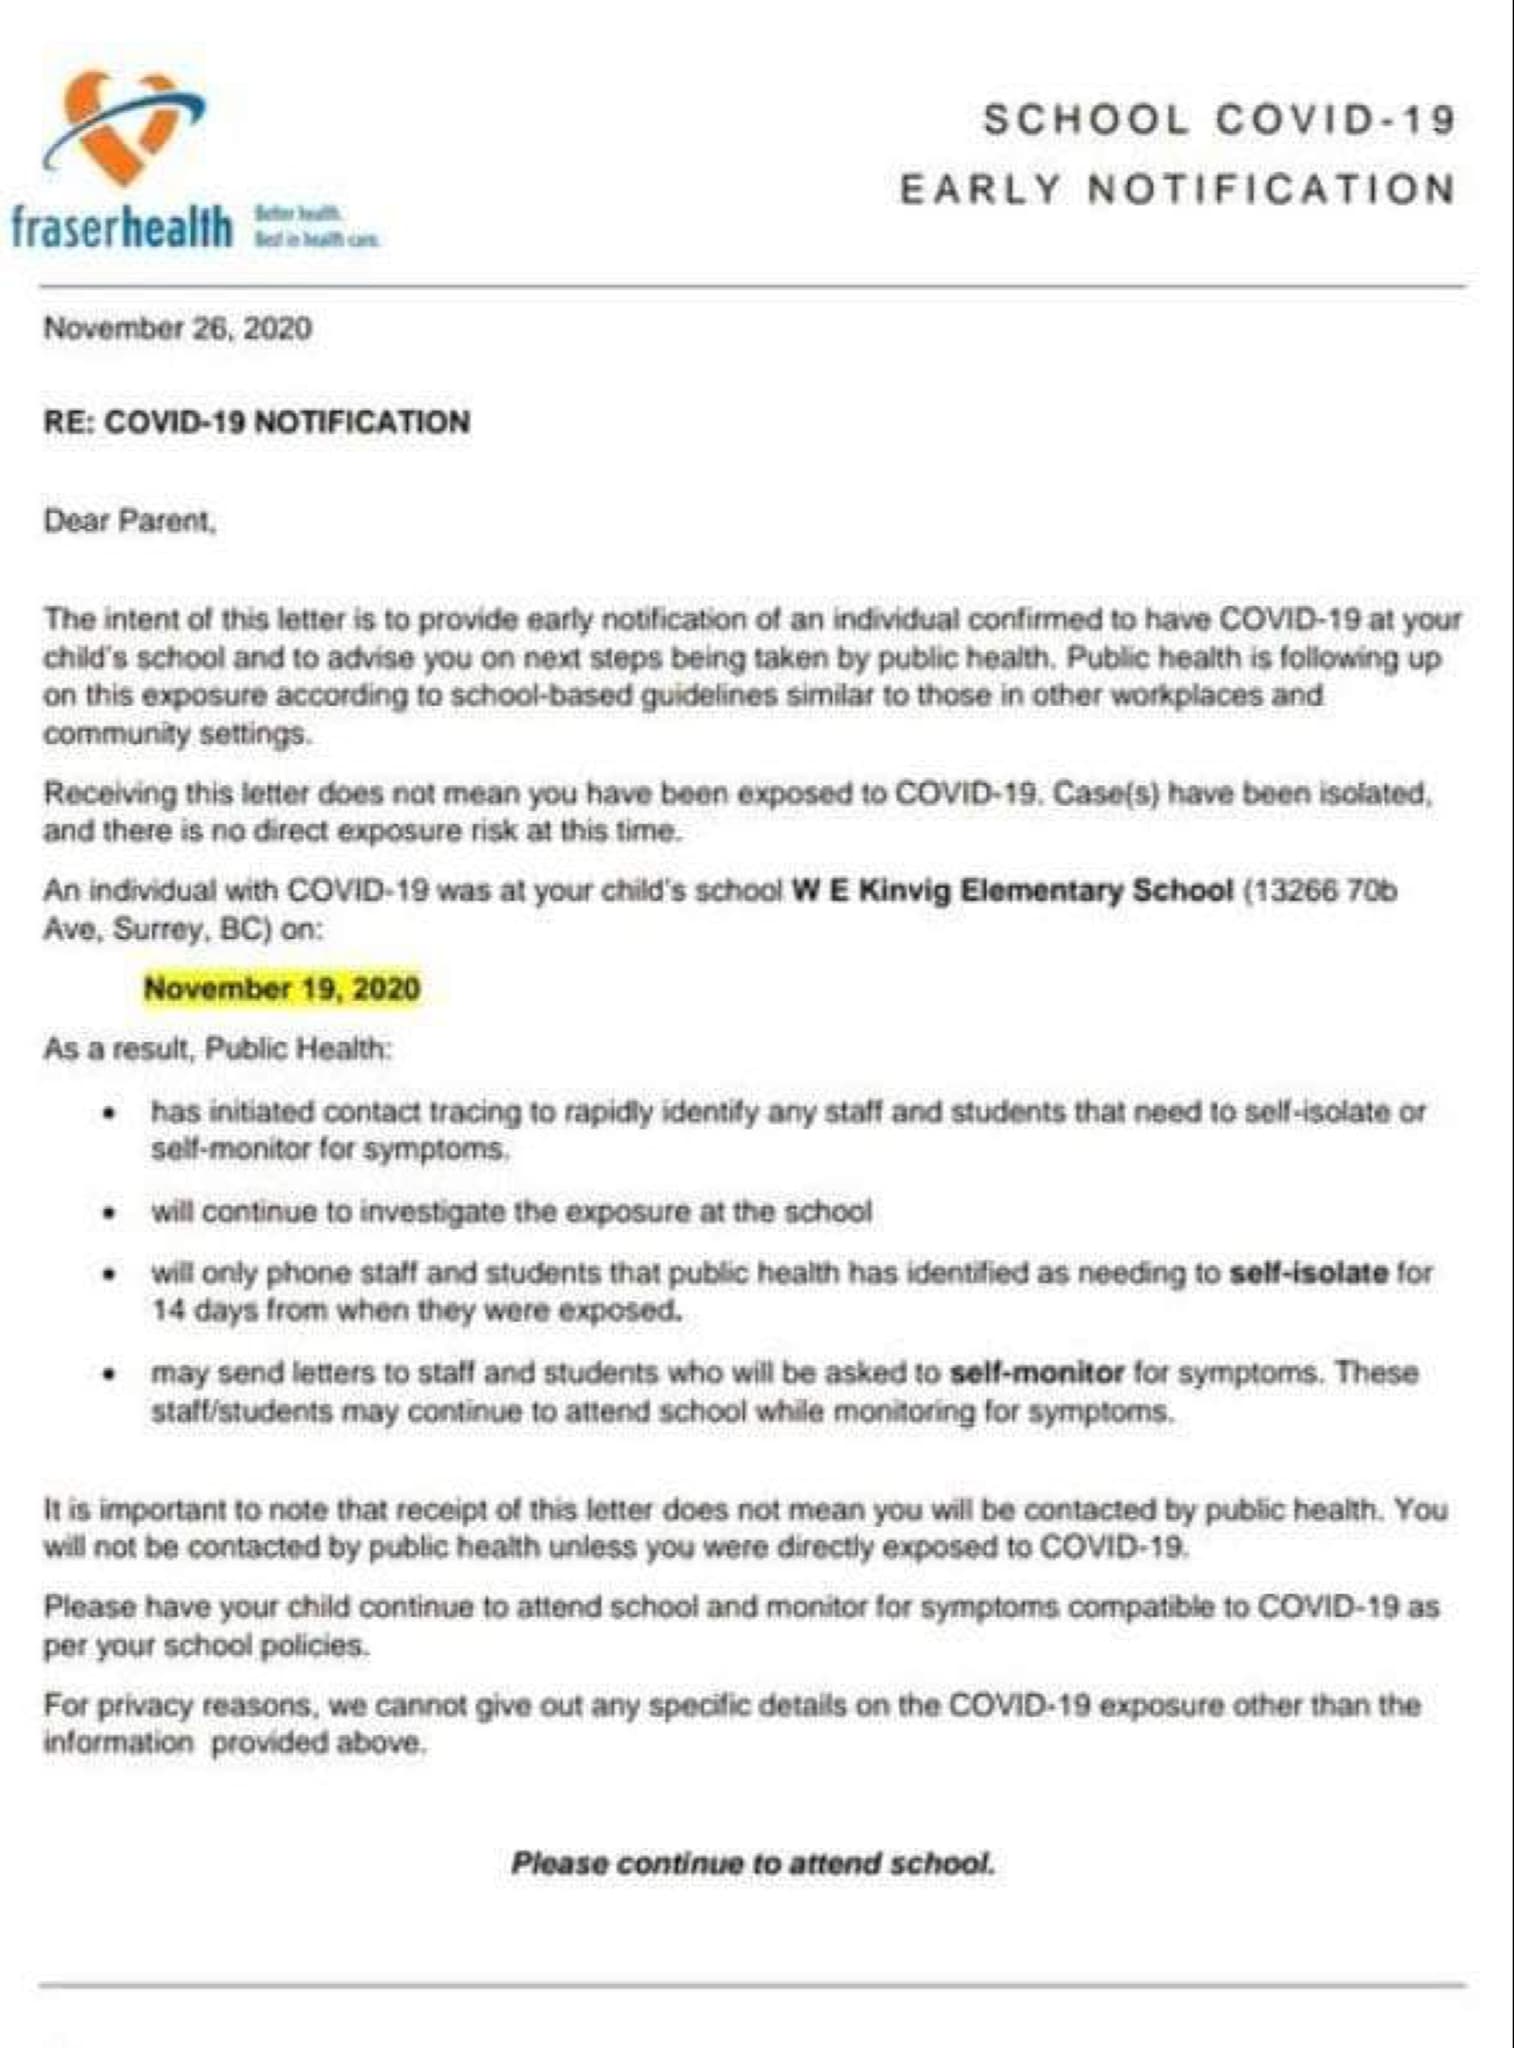 SCHOOL COVID-19
EARLY NOTIFICATION
fraserhealth
Better health.
Best in health care.
November 26, 2020
RE: COVID-19 NOTIFICATION
Dear Parent,
The intent of this letter is to provide early notification of an individual confirmed to have COVID-19 at your
child's school and to advise you on next steps being taken by public health. Public health is following up
on this exposure according to school-based guidelines similar to those in other workplaces and
community settings.
Receiving this letter does not mean you have been exposed to COVID-19. Case(s) have been isolated,
and there is no direct exposure risk at this time.
An individual with COVID-19 was at your child's school W E Kinvig Elementary School (13266 70b
Ave, Surrey, BC) on:
November 19, 2020
As a result, Public Health:
• has initiated contact tracing to rapidly identify any staff and students that need to self-isolate or
self-monitor for symptoms.
• will continue to investigate the exposure at the school
• will only phone staff and students that public health has identified as needing to self-isolate for
14 days from when they were exposed.
• may send letters to staff and students who will be asked to self-monitor for symptoms. These
staff/students may continue to attend school while monitoring for symptoms.
It is important to note that receipt of this letter does not mean you will be contacted by public health. You
will not be contacted by public health unless you were directly exposed to COVID-19.
Please have your child continue to attend school and monitor for symptoms compatible to COVID-19 as
per your school policies.
For privacy reasons, we cannot give out any specific details on the COVID-19 exposure other than the
information provided above.
Please continue to attend school.